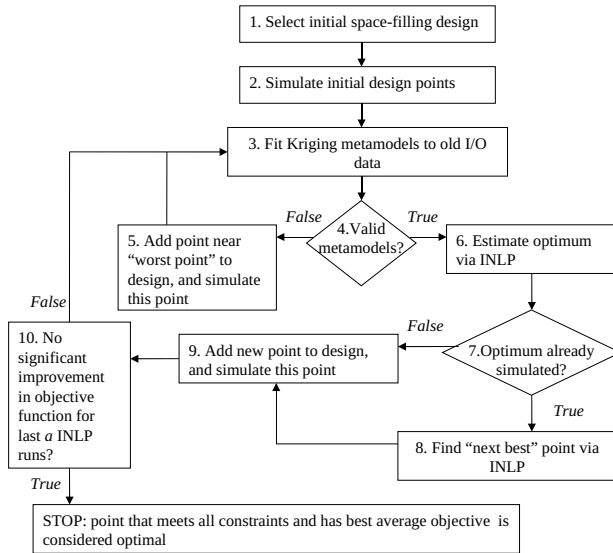 1. Select initial space-filling design
2. Simulate initial design points
3. Fit Kriging metamodels to old I/O
data
False
4.Valid
metamodels?
True
5. Add point near
“worst point” to
design, and simulate
this point
6. Estimate optimum
via INLP
False
10. No
significant
improvement
in objective
function for
last a INLP
runs?
9. Add new point to design,
and simulate this point
False
7.Optimum already
simulated?
True
8. Find “next best” point via
INLP
True
STOP: point that meets all constraints and has best average objective is
considered optimal